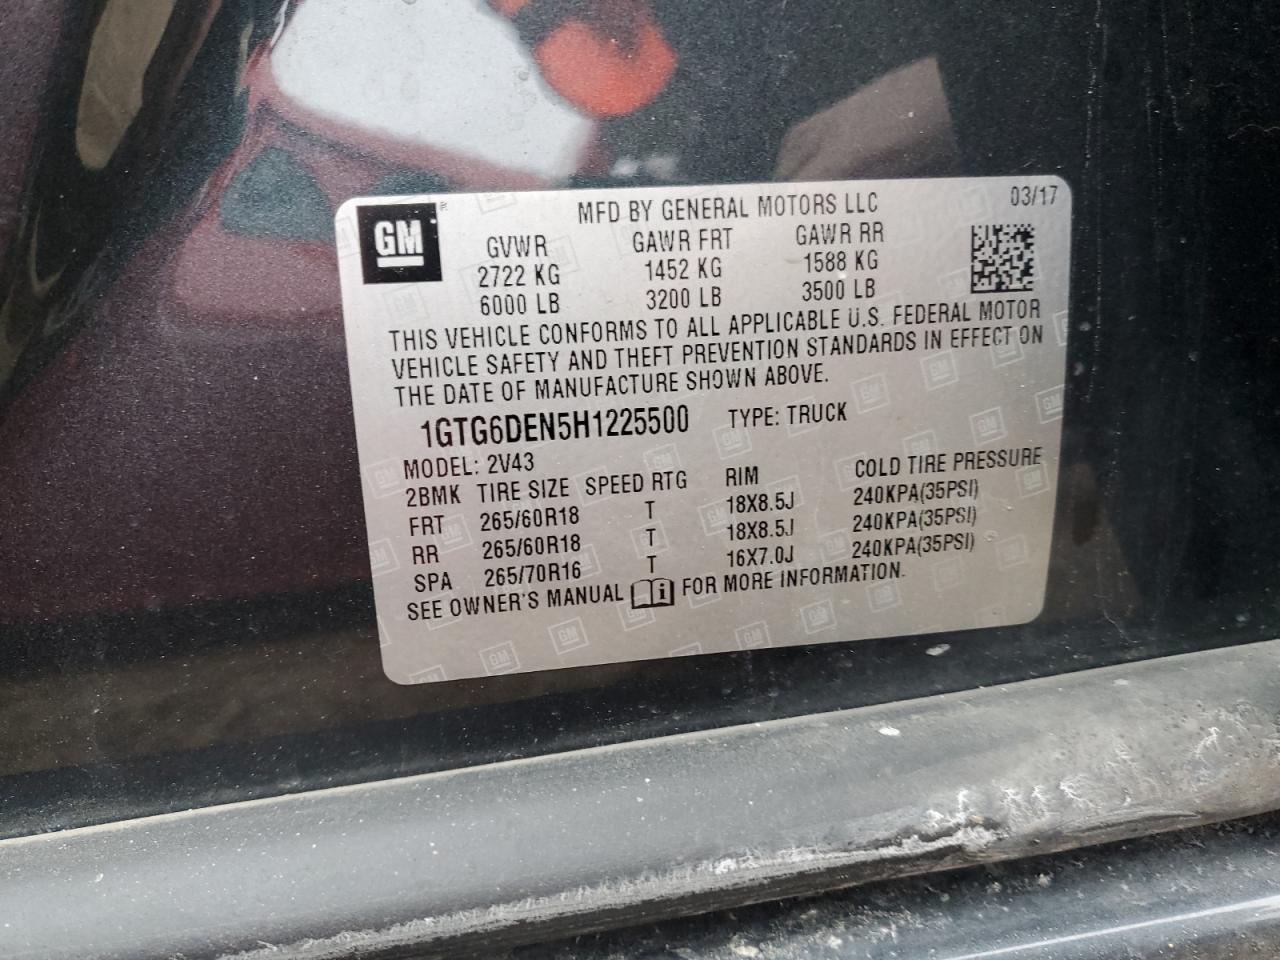 GM
MFD BY GENERAL MOTORS LLC
03/17
GVWR GAWR FRT GAWR RR
2722 KG 1452 KG 1588 KG
6000 LB 3200 LB 3500 LB
THIS VEHICLE CONFORMS TO ALL APPLICABLE U.S. FEDERAL MOTOR
VEHICLE SAFETY AND THEFT PREVENTION STANDARDS IN EFFECT ON
THE DATE OF MANUFACTURE SHOWN ABOVE.
1GTG6DEN5H1225500 TYPE: TRUCK
MODEL: 2V43
2BMK TIRE SIZE SPEED RTG RIM COLD TIRE PRESSURE
FRT 265/60R18 T 18X8.5J 240KPA(35PSI)
RR 265/60R18 T 18X8.5J 240KPA(35PSI)
SPA 265/70R16 T 16X7.0J 240KPA(35PSI)
SEE OWNER'S MANUAL i FOR MORE INFORMATION.